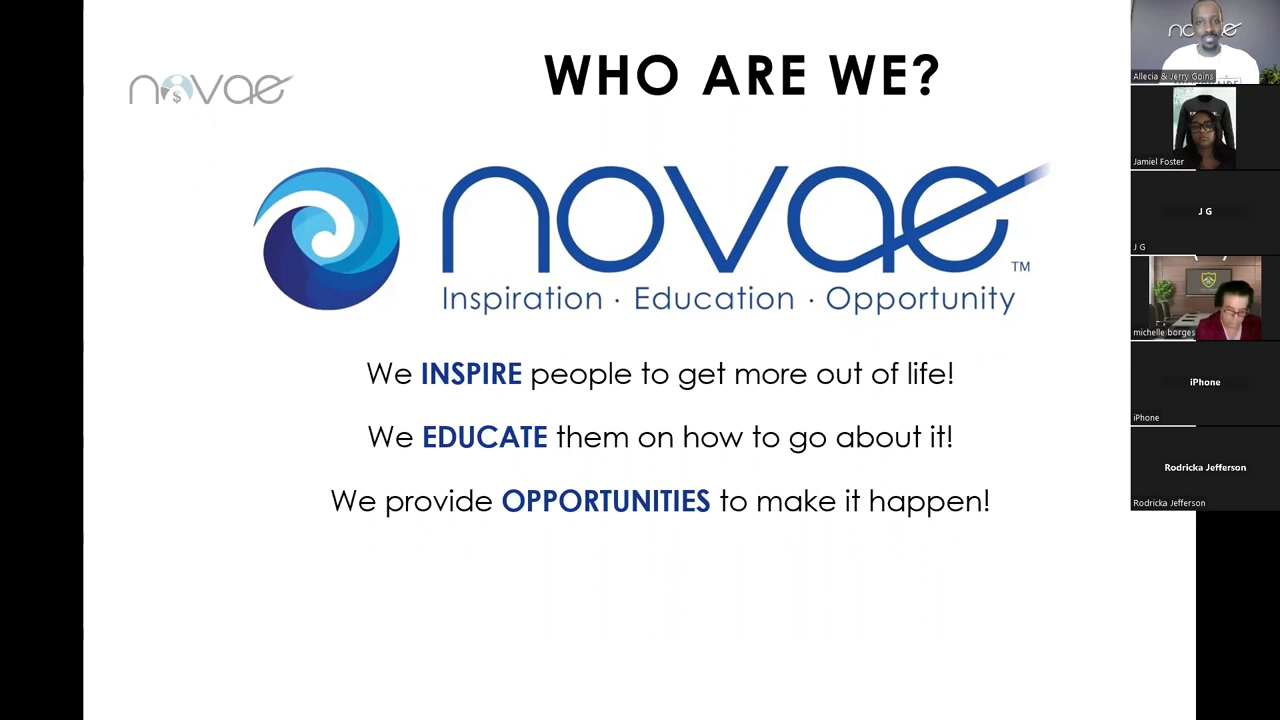 novae
WHO ARE WE?
novae
TM
Inspiration · Education · Opportunity
We INSPIRE people to get more out of life!
We EDUCATE them on how to go about it!
We provide OPPORTUNITIES to make it happen!
Allecia & Jerry Goins
Jamiel Foster
J G
J G
michelle borges
iPhone
iPhone
Rodricka Jefferson
Rodricka Jefferson